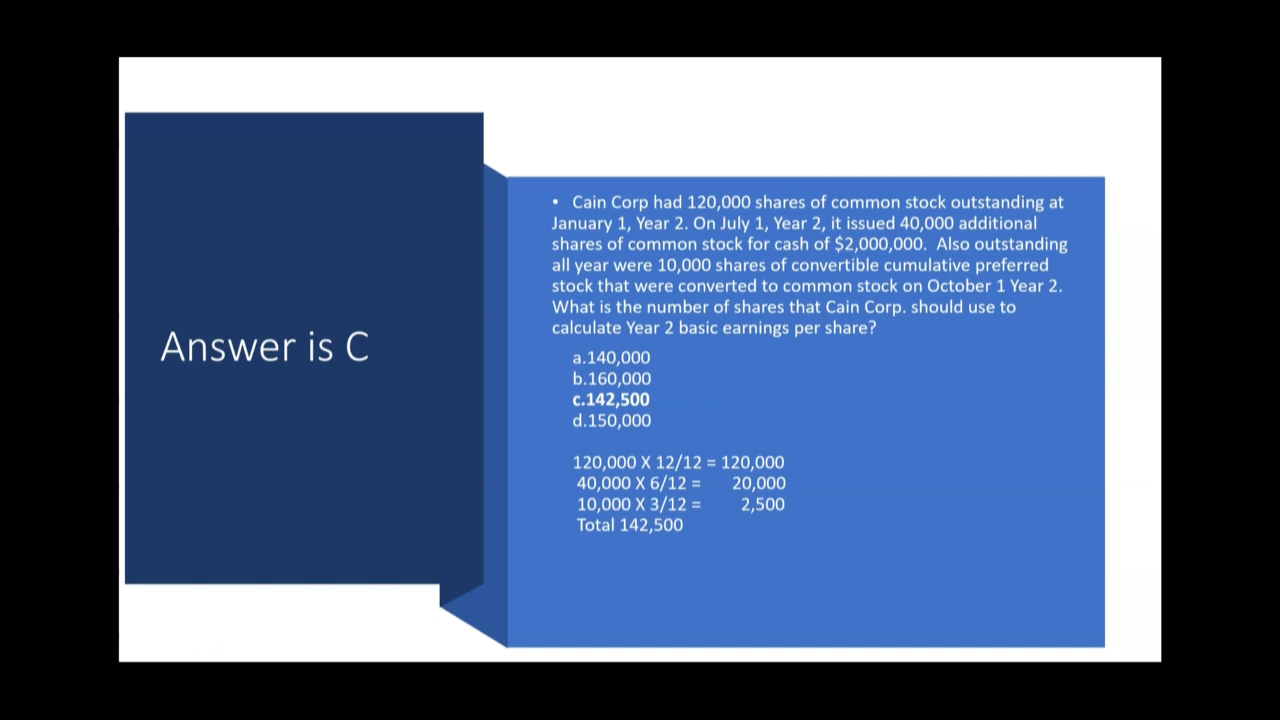 Answer is C
• Cain Corp had 120,000 shares of common stock outstanding at
January 1, Year 2. On July 1, Year 2, it issued 40,000 additional
shares of common stock for cash of $2,000,000.  Also outstanding
all year were 10,000 shares of convertible cumulative preferred
stock that were converted to common stock on October 1 Year 2.
What is the number of shares that Cain Corp. should use to
calculate Year 2 basic earnings per share?
a.140,000
b.160,000
c.142,500
d.150,000
120,000 X 12/12 = 120,000
40,000 X 6/12 = 20,000
10,000 X 3/12 = 2,500
Total 142,500